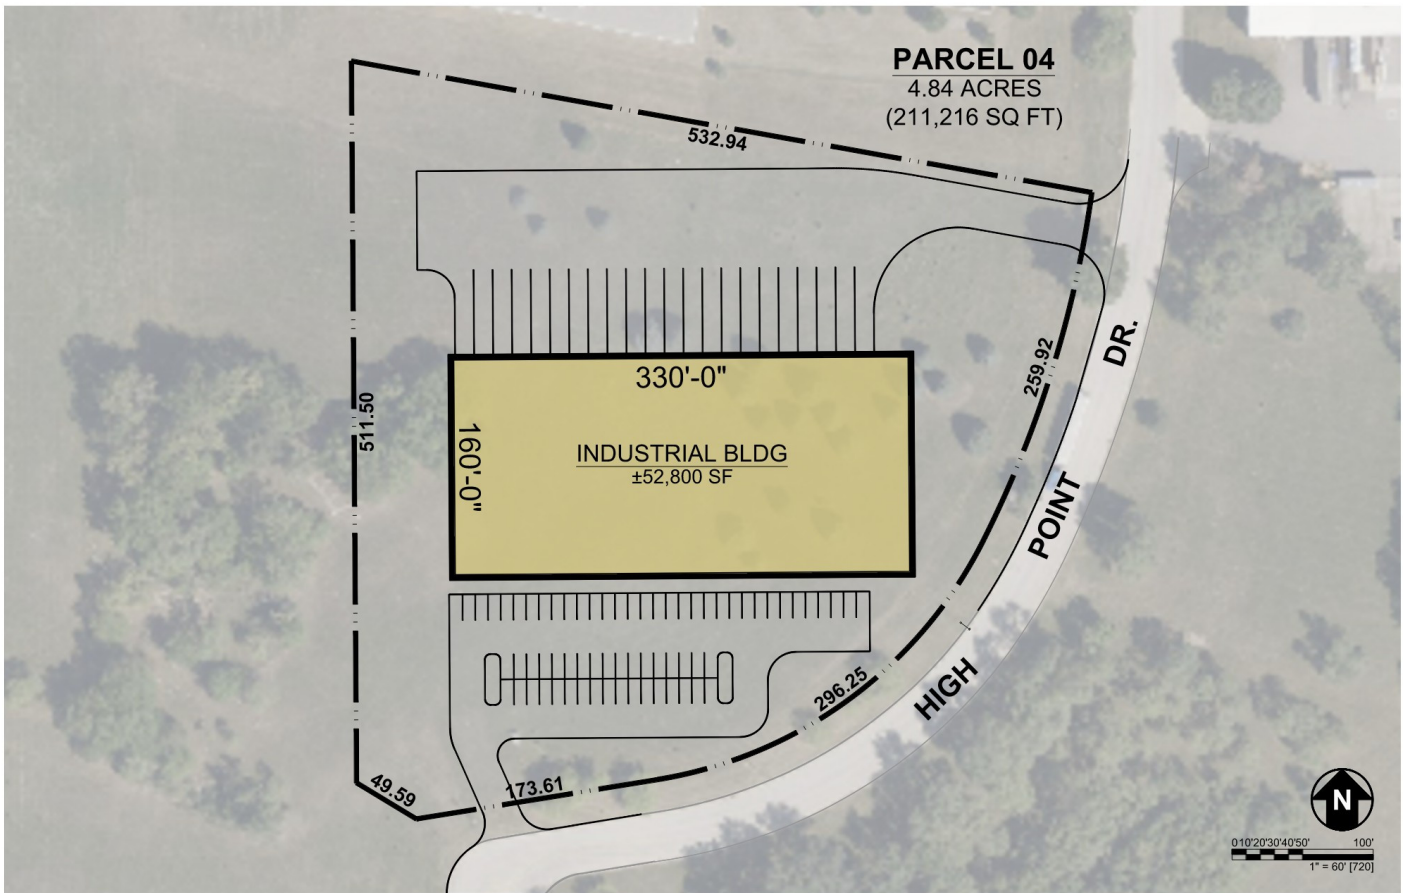 PARCEL 04
4.84 ACRES
(211,216 SQ FT)
532.94
259.92
DR.
330'-0"
511.50
160'-0"
INDUSTRIAL BLDG
±52,800 SF
POINT
HIGH
296.25
173.61
49.59
N
0 10'20'30'40'50' 100'
1" = 60' [720]